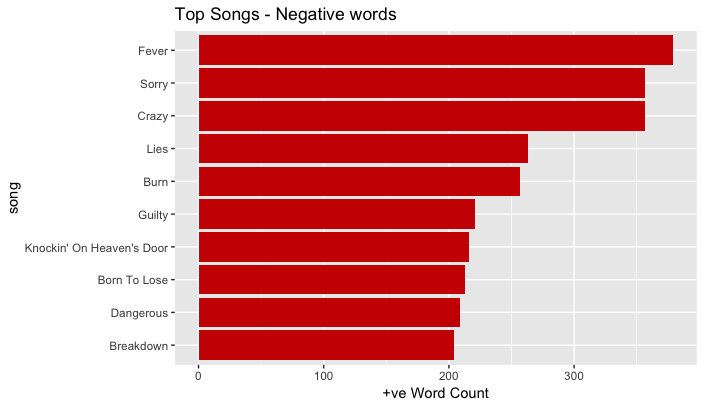 Top Songs - Negative words
song
Fever
Sorry
Crazy
Lies
Burn
Guilty
Knockin' On Heaven's Door
Born To Lose
Dangerous
Breakdown
0 100 200 300
+ve Word Count